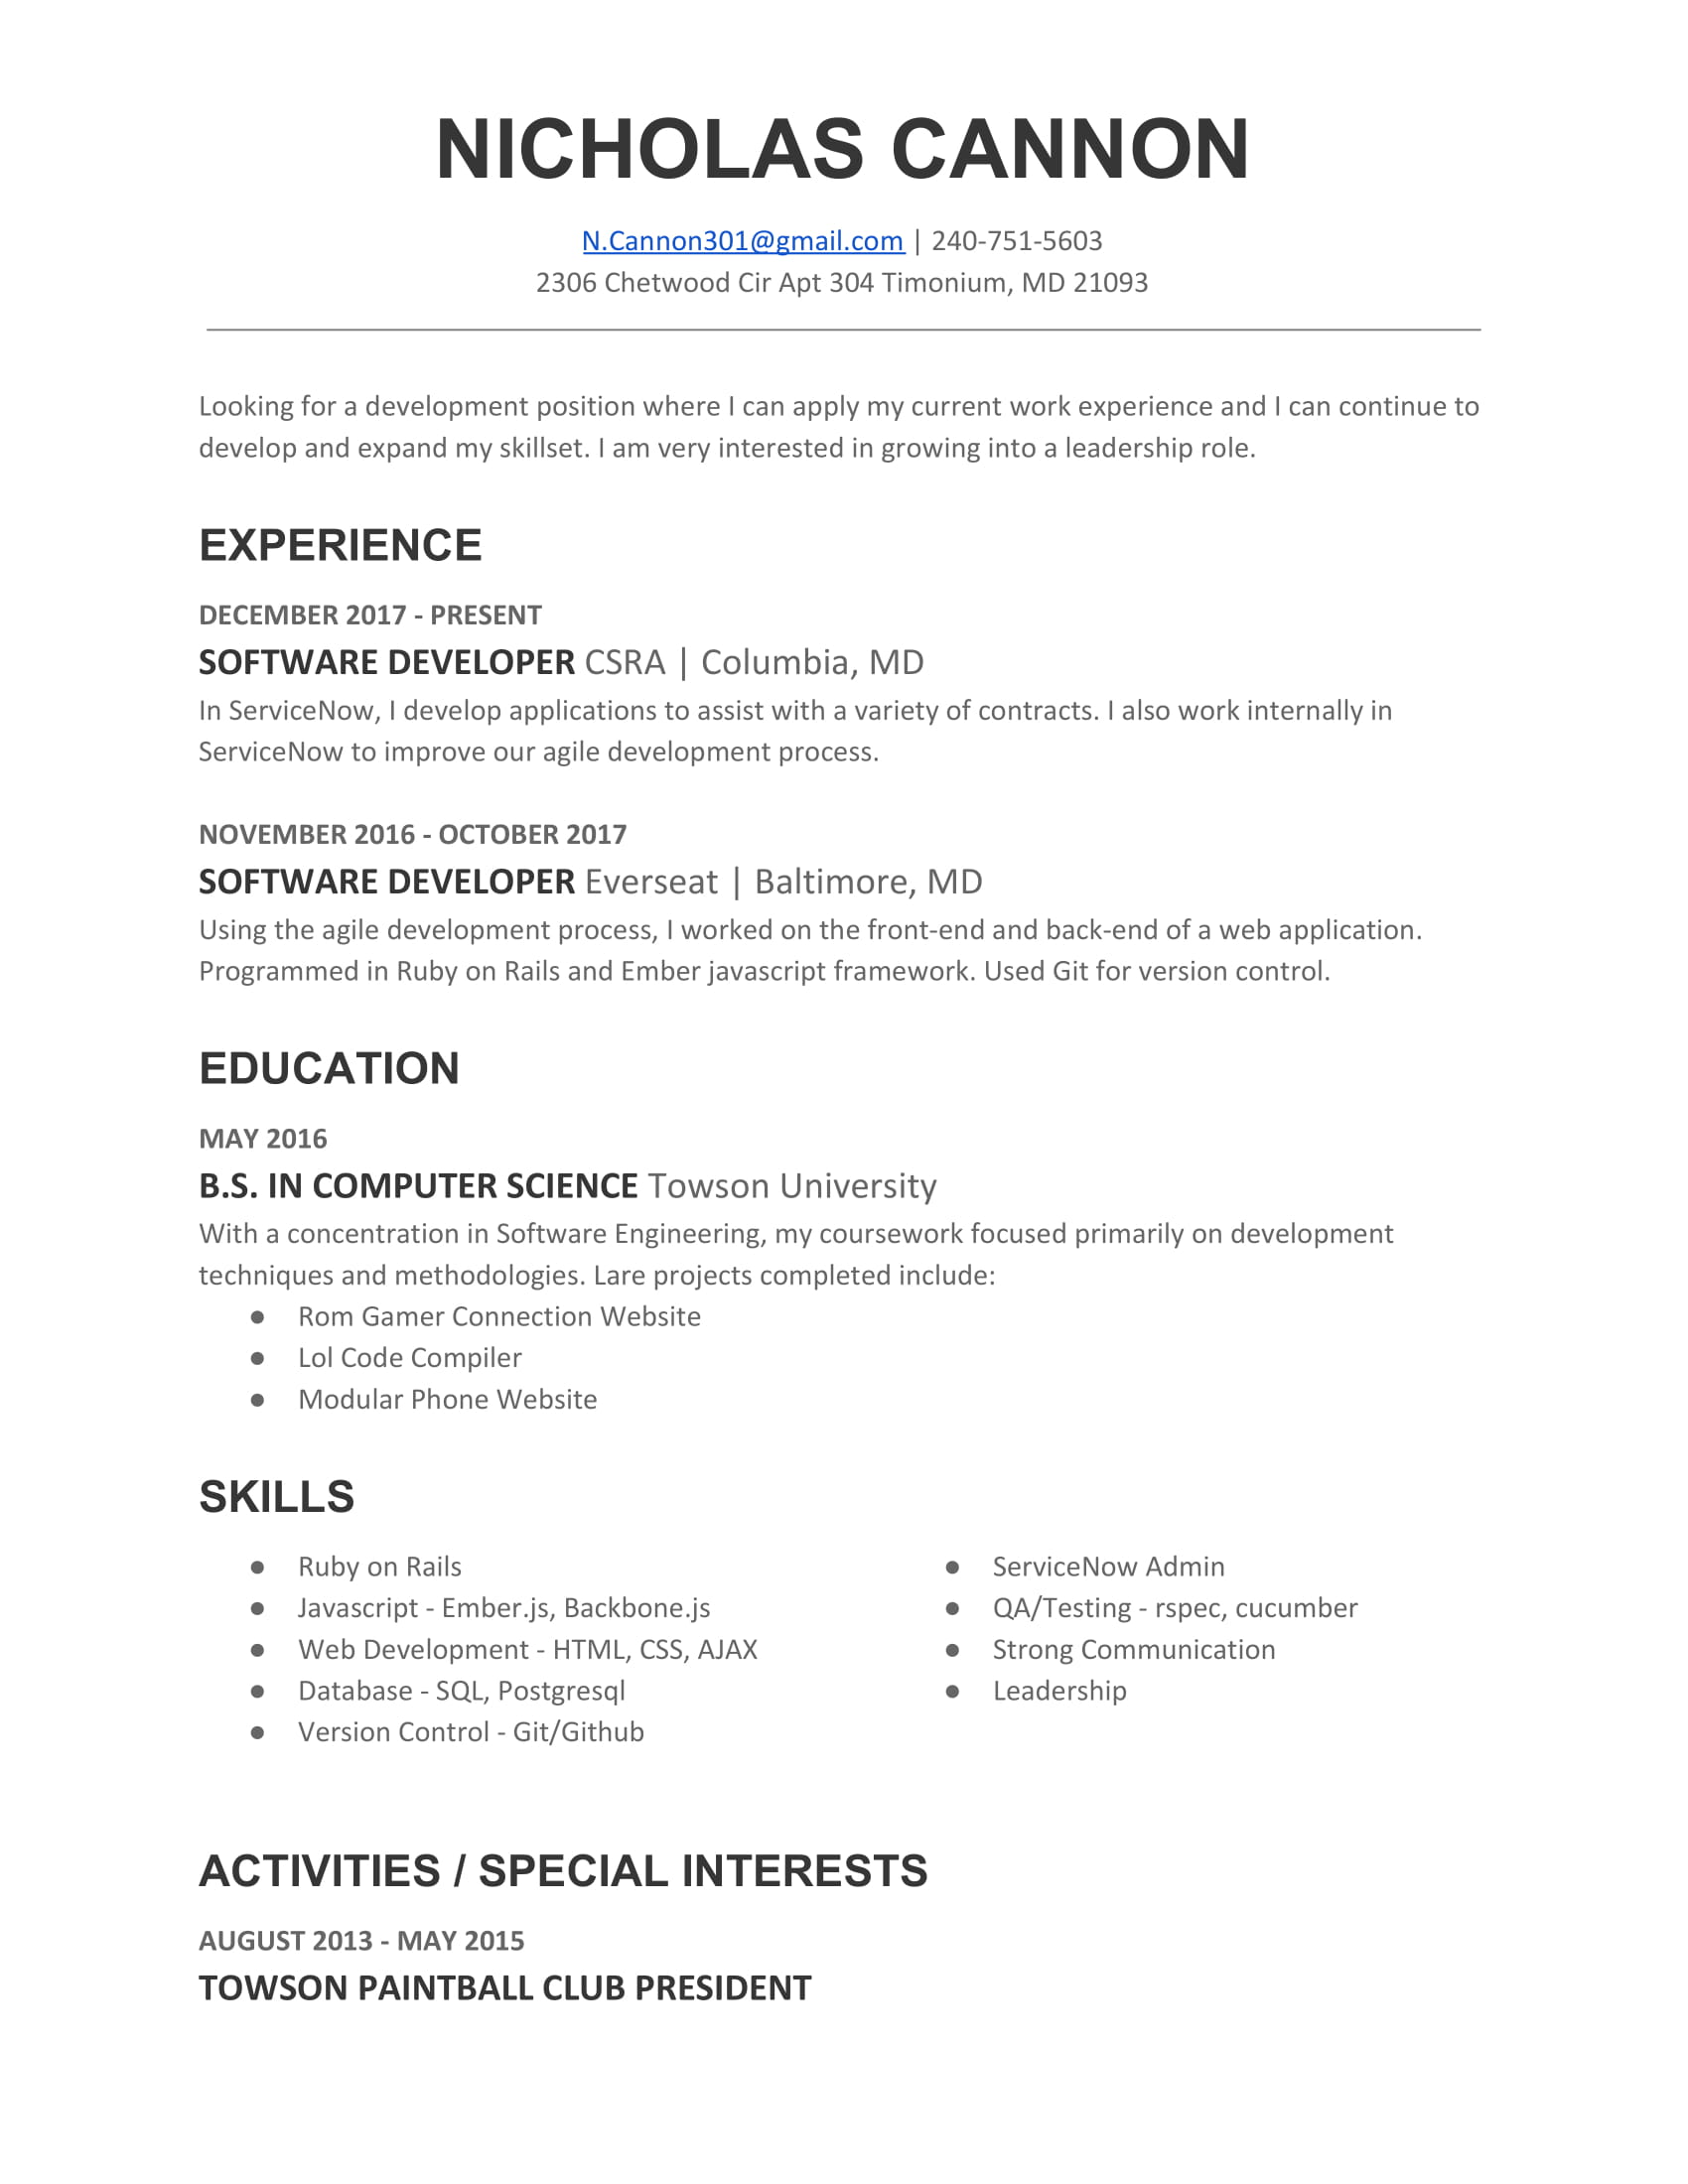 NICHOLAS CANNON
N.Cannon301@gmail.com | 240-751-5603
2306 Chetwood Cir Apt 304 Timonium, MD 21093
Looking for a development position where I can apply my current work experience and I can continue to
develop and expand my skillset. I am very interested in growing into a leadership role.
EXPERIENCE
DECEMBER 2017 - PRESENT
SOFTWARE DEVELOPER CSRA | Columbia, MD
In ServiceNow, I develop applications to assist with a variety of contracts. I also work internally in
ServiceNow to improve our agile development process.
NOVEMBER 2016 - OCTOBER 2017
SOFTWARE DEVELOPER Everseat | Baltimore, MD
Using the agile development process, I worked on the front-end and back-end of a web application.
Programmed in Ruby on Rails and Ember javascript framework. Used Git for version control.
EDUCATION
MAY 2016
B.S. IN COMPUTER SCIENCE Towson University
With a concentration in Software Engineering, my coursework focused primarily on development
techniques and methodologies. Lare projects completed include:
● Rom Gamer Connection Website
● Lol Code Compiler
● Modular Phone Website
SKILLS
● Ruby on Rails
● Javascript - Ember.js, Backbone.js
● Web Development - HTML, CSS, AJAX
● Database - SQL, Postgresql
● Version Control - Git/Github
● ServiceNow Admin
● QA/Testing - rspec, cucumber
● Strong Communication
● Leadership
ACTIVITIES / SPECIAL INTERESTS
AUGUST 2013 - MAY 2015
TOWSON PAINTBALL CLUB PRESIDENT